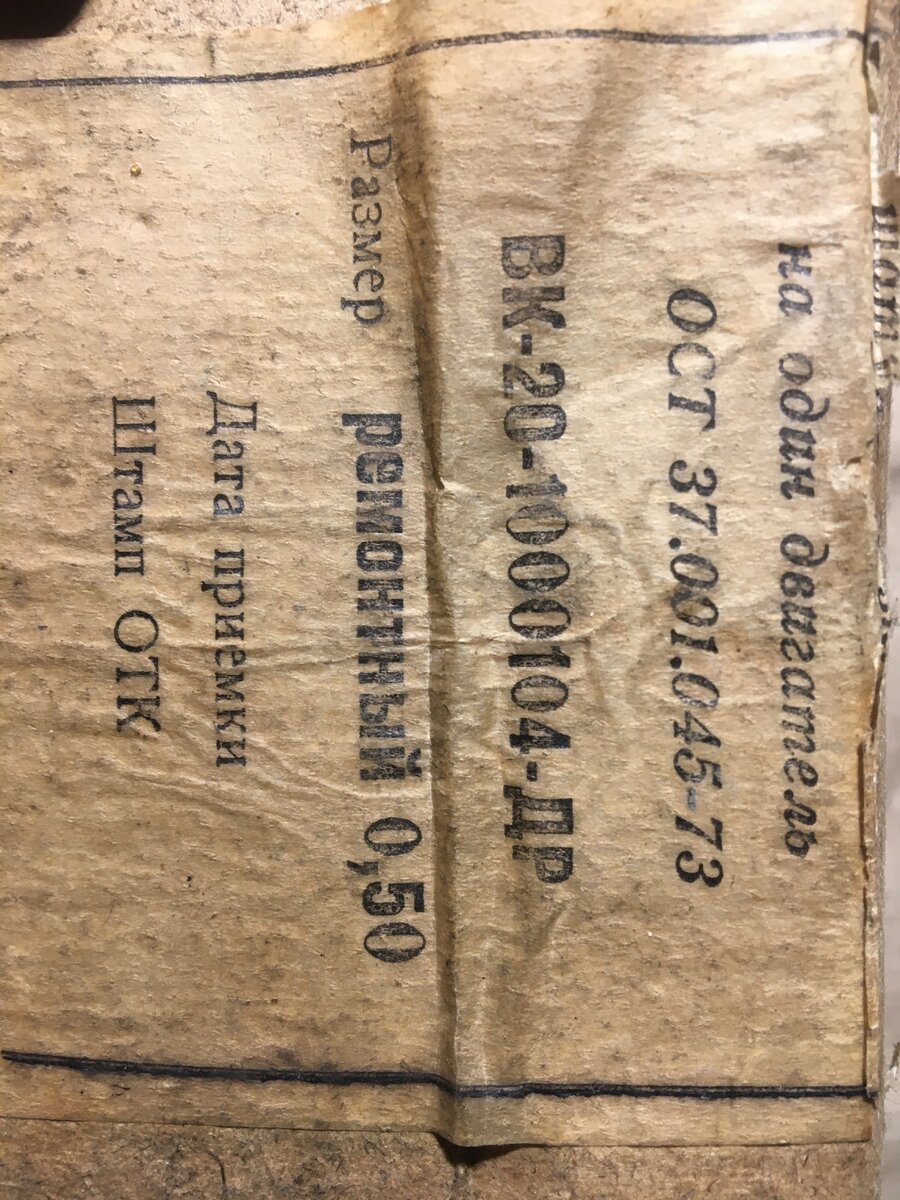 на один двигатель
ОСТ 37.001.045-73
ВК-20-1000104-ДР
Размер ремонтный 0,50
Дата приемки
Штамп ОТК